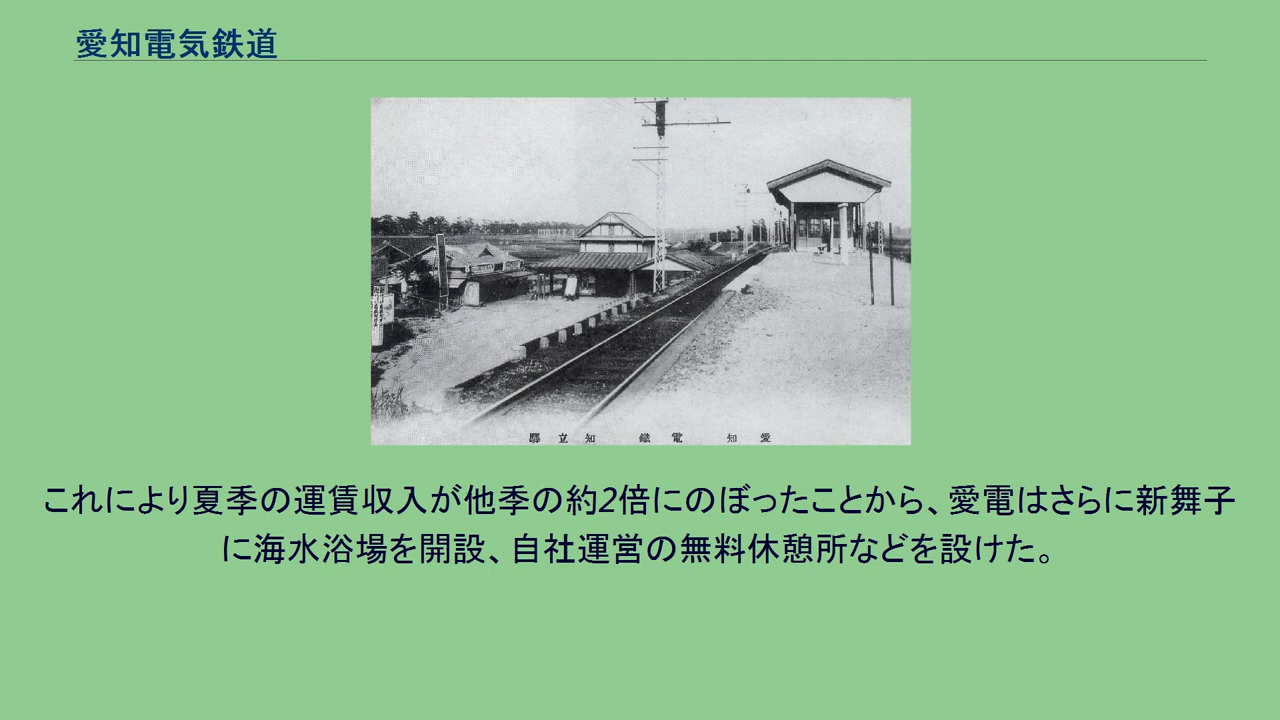 愛知電気鉄道
驛立知 鐵電 知愛
これにより夏季の運賃収入が他季の約2倍にのぼったことから、愛電はさらに新舞子
に海水浴場を開設、自社運営の無料休憩所などを設けた。